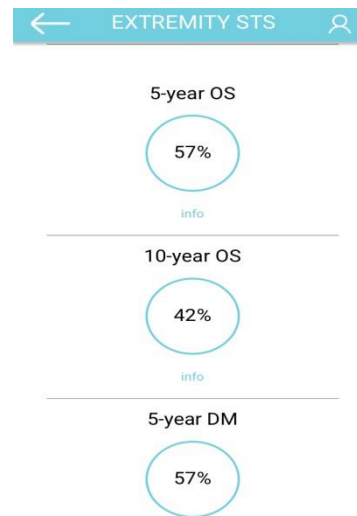 EXTREMITY STS
5-year OS
57%
info
10-year OS
42%
info
5-year DM
57%